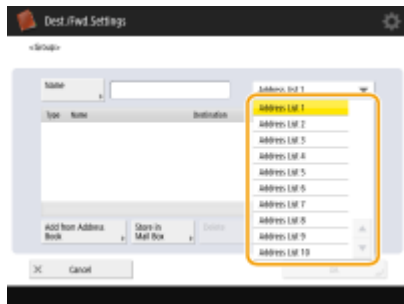 Dest./Fwd.Settings
<Group>
Name
Address List 1
Type Name Destination
Address List 1
Address List 2
Address List 3
Address List 4
Address List 5
Address List 6
Address List 7
Address List 8
Address List 9
Address List 10
Add from Address Book
Store in Mail Box
Delete
Cancel
OK